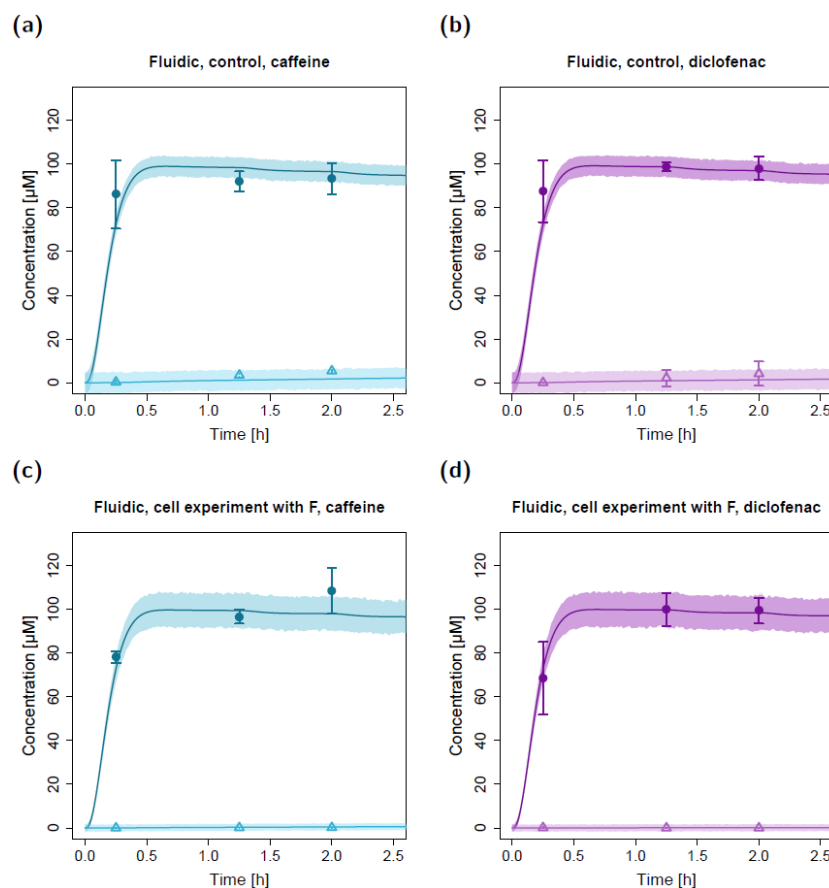 (a)
Fluidic, control, caffeine
Concentration [µM]
120
100
80
60
40
20
0
0.0 0.5 1.0 1.5 2.0 2.5
Time [h]
(b)
Fluidic, control, diclofenac
Concentration [µM]
120
100
80
60
40
20
0
0.0 0.5 1.0 1.5 2.0 2.5
Time [h]
(c)
Fluidic, cell experiment with F, caffeine
Concentration [µM]
120
100
80
60
40
20
0
0.0 0.5 1.0 1.5 2.0 2.5
Time [h]
(d)
Fluidic, cell experiment with F, diclofenac
Concentration [µM]
120
100
80
60
40
20
0
0.0 0.5 1.0 1.5 2.0 2.5
Time [h]